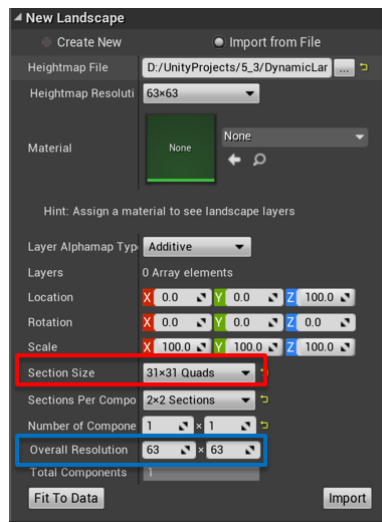 New Landscape
Create New Import from File
Heightmap File D:/UnityProjects/5_3/DynamicLar ...
Heightmap Resoluti 63×63
None
Material None
Hint: Assign a material to see landscape layers
Layer Alphamap Typ Additive
Layers 0 Array elements
Location X 0.0 Y 0.0 Z 100.0
Rotation X 0.0 Y 0.0 Z 0.0
Scale X 100.0 Y 100.0 Z 100.0
Section Size 31×31 Quads
Sections Per Compo 2×2 Sections
Number of Compone 1 × 1
Overall Resolution 63 × 63
Total Components 1
Fit To Data Import